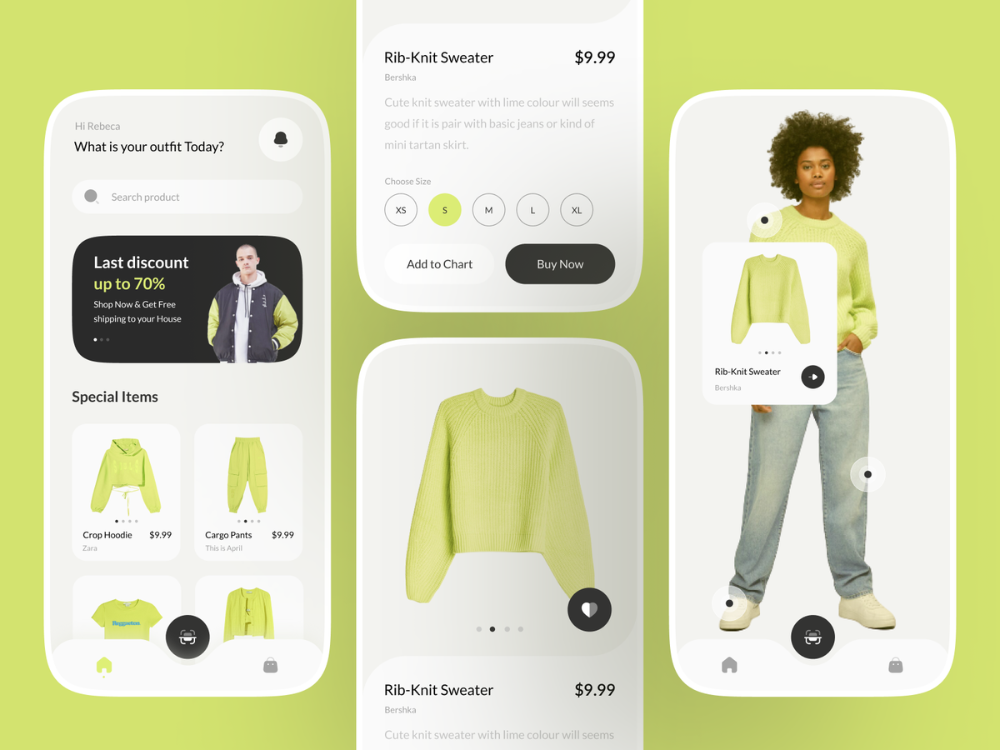 Hi Rebeca
What is your outfit Today?
Search product
Last discount
up to 70%
Shop Now & Get Free
shipping to your House
Special Items
Crop Hoodie $9.99
Zara
Cargo Pants $9.99
This is April
Rib-Knit Sweater $9.99
Bershka
Cute knit sweater with lime colour will seems
good if it is pair with basic jeans or kind of
mini tartan skirt.
Choose Size
XS S M L XL
Add to Chart Buy Now
Rib-Knit Sweater $9.99
Bershka
Cute knit sweater with lime colour will seems
Rib-Knit Sweater
Bershka